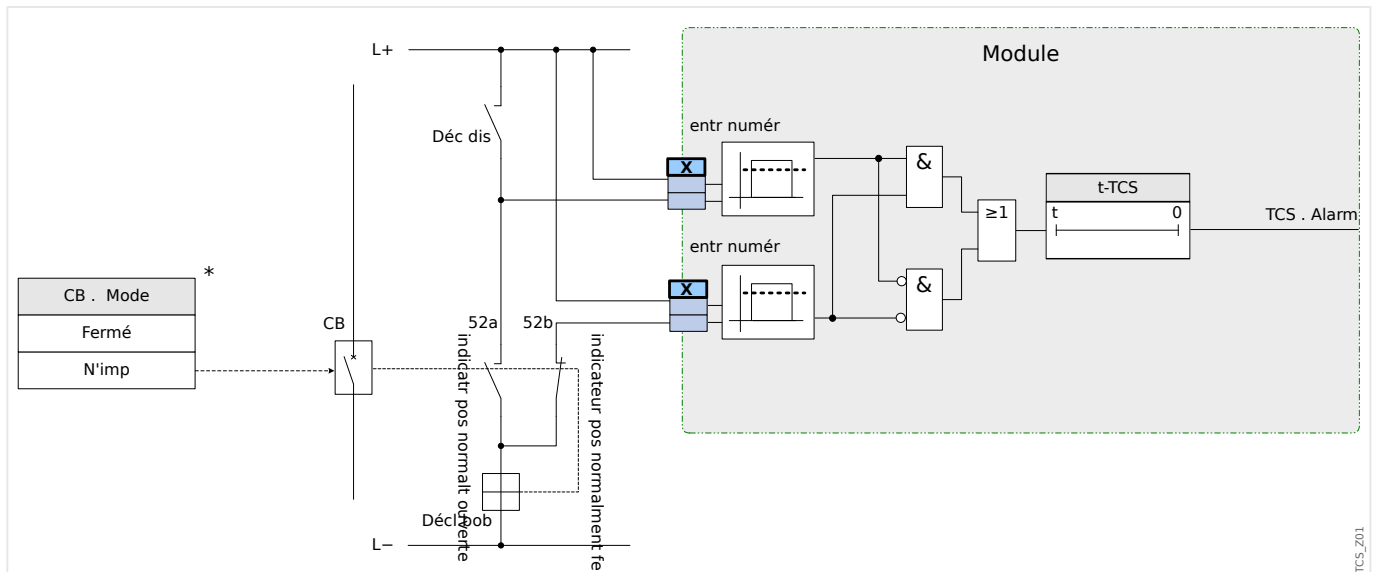 L+
Module
entr numér
Déc dis
X
&
t-TCS
t 0
≥1
TCS . Alarm
entr numér
*
X
&
CB . Mode
Fermé
N'imp
CB
52a
52b
indicatr pos normalt ouverte
indicateur pos normalment fe
Décl bob
L−
TCS_Z01